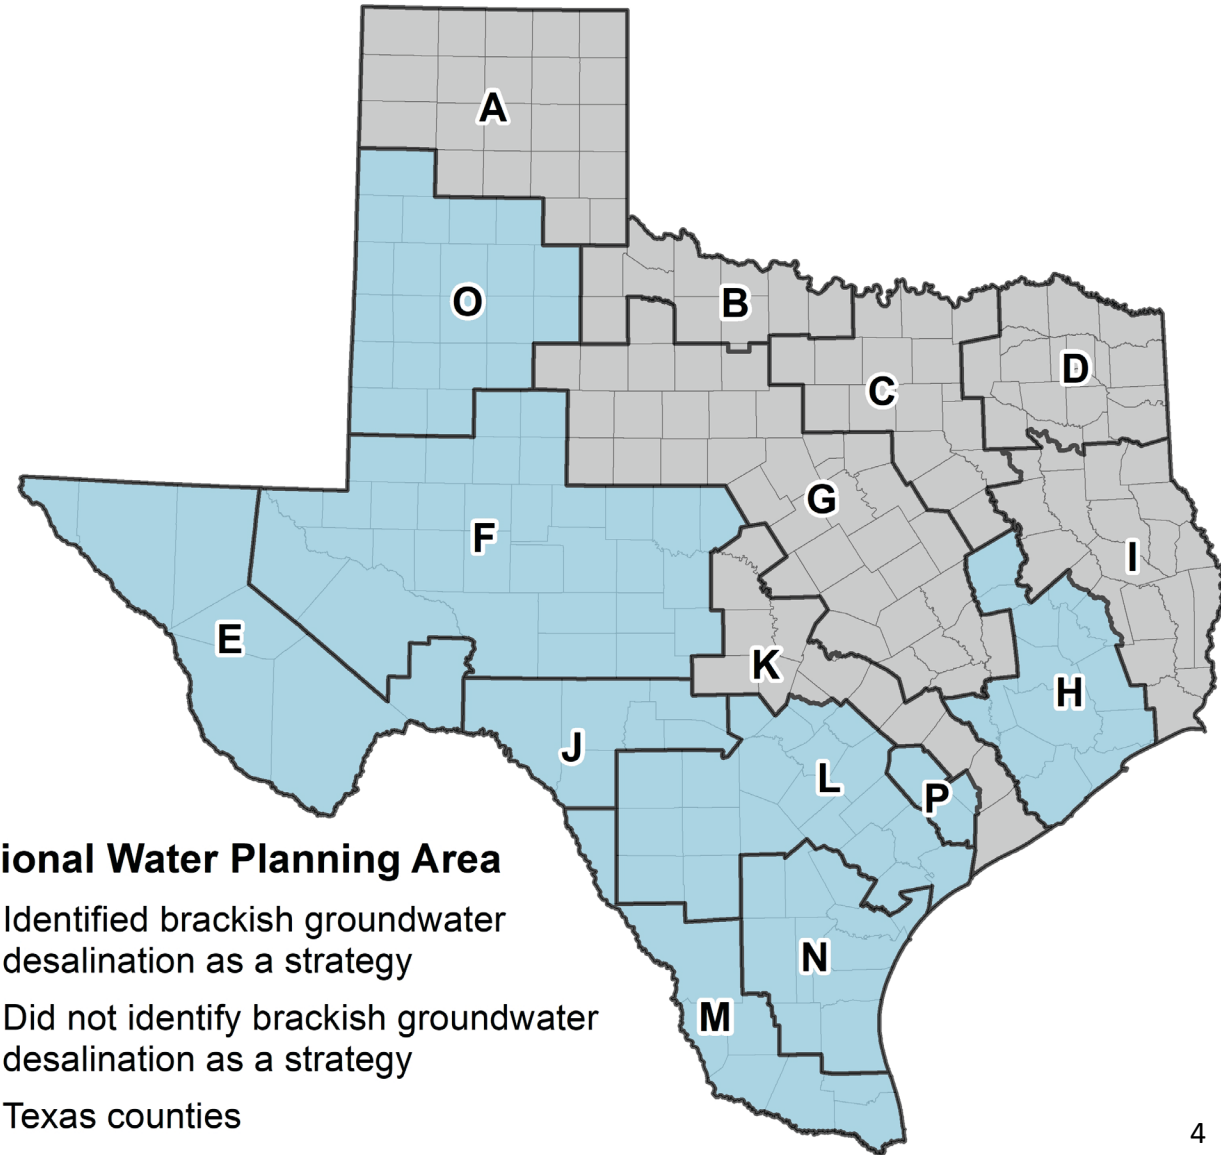 A
O
B
D
C
G
F
I
E
K
H
J
L
P
ional Water Planning Area
Identified brackish groundwater
desalination as a strategy
N
Did not identify brackish groundwater
desalination as a strategy
M
Texas counties
4